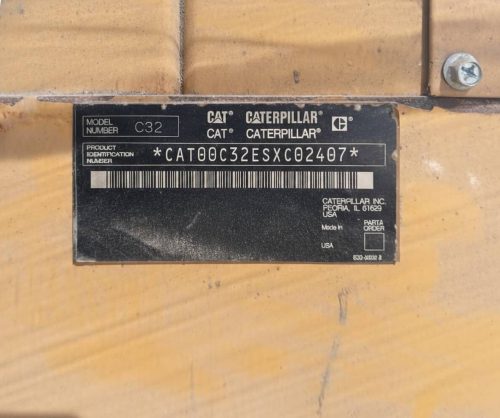 MODEL NUMBER C32
CAT® CATERPILLAR®
CAT® CATERPILLAR®
PRODUCT IDENTIFICATION NUMBER *CAT00C32ESXC02407*
CATERPILLAR INC.
PEORIA, IL 61629
USA
Made in PART/A ORDER
USA